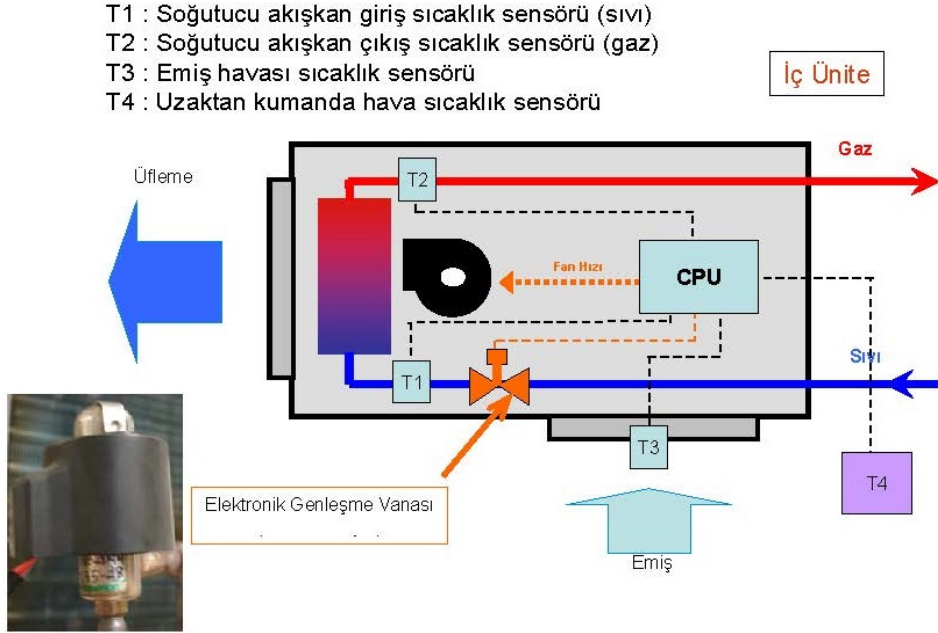 T1 : Soğutucu akışkan giriş sıcaklık sensörü (sıvı)
T2 : Soğutucu akışkan çıkış sıcaklık sensörü (gaz)
T3 : Emiş havası sıcaklık sensörü
T4 : Uzaktan kumanda hava sıcaklık sensörü
İç Ünite
Gaz
Üfleme
T2
Fan Hızı
CPU
Sıvı
T1
T3
T4
Elektronik Genleşme Vanası
Emiş